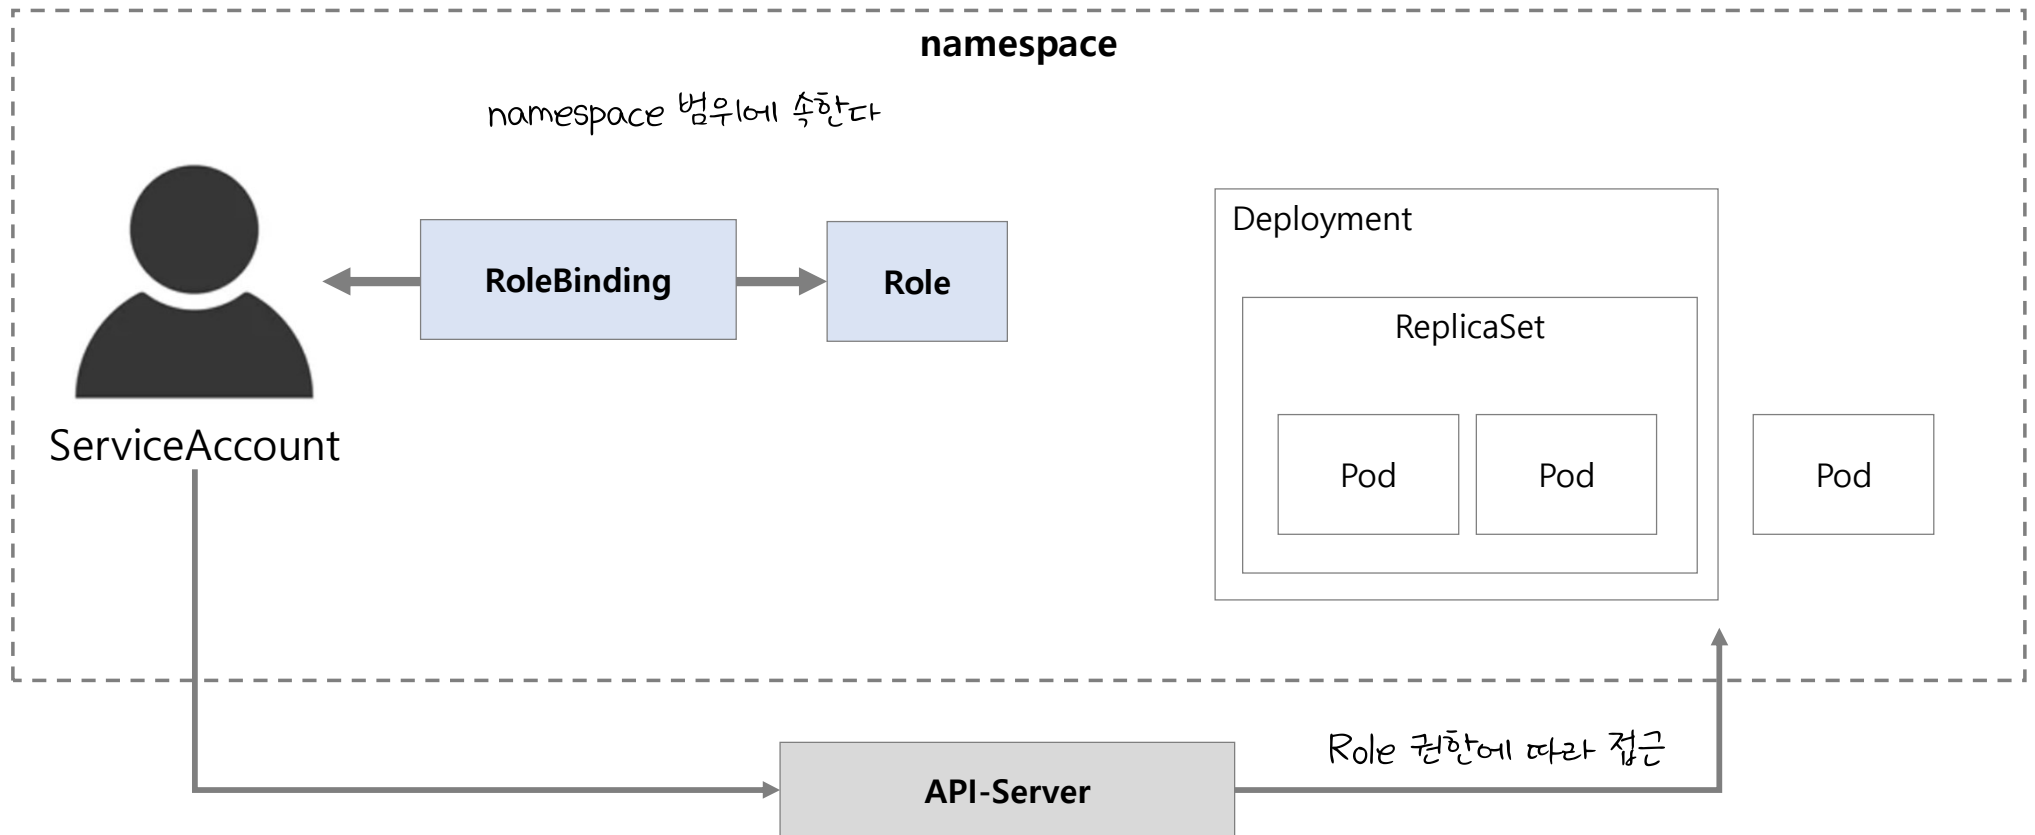 namespace
namespace 범위에 속한다
RoleBinding
Role
ServiceAccount
Deployment
ReplicaSet
Pod
Pod
Pod
Role 권한에 따라 접근
API-Server